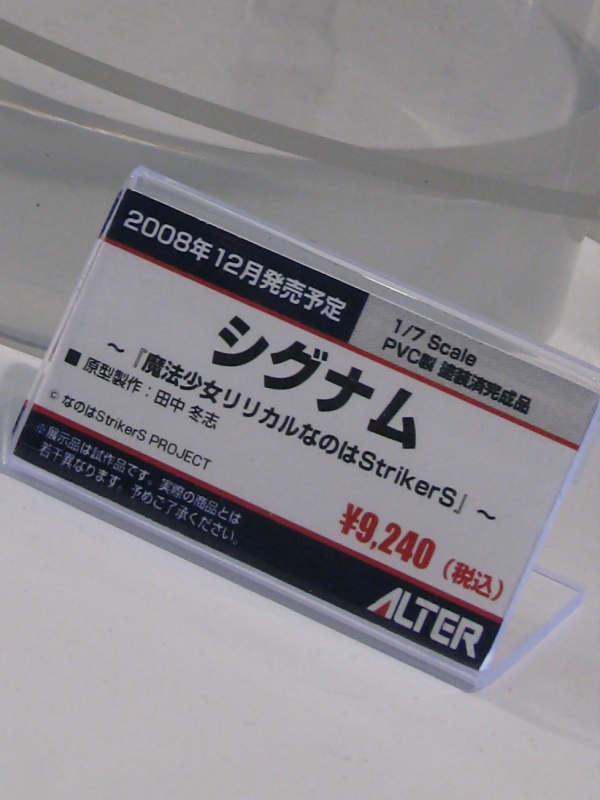 2008年12月発売予定
1/7 Scale
PVC製 塗装済完成品
シグナム
～『魔法少女リリカルなのはStrikerS』～
■ 原型製作：田中 冬志
© なのはStrikerS PROJECT
※展示品は試作品です。実際の商品とは
若干異なります。予めご了承ください。
¥9,240（税込）
ALTER